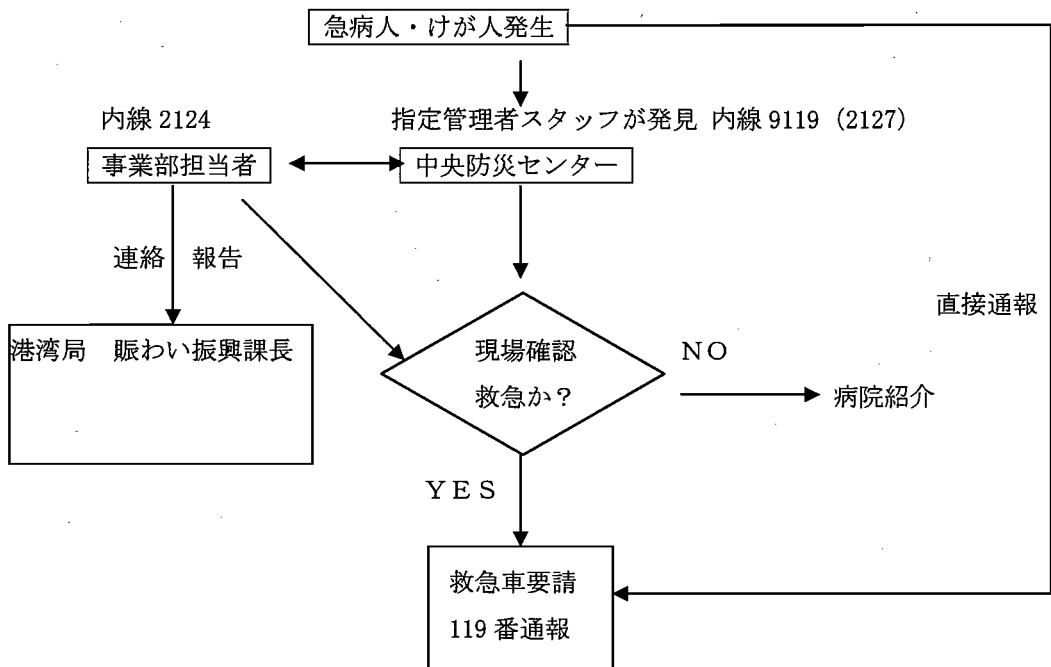 急病人・けが人発生
内線 2124
指定管理者スタッフが発見 内線 9119（2127）
事業部担当者
中央防災センター
連絡 報告
直接通報
港湾局 賑わい振興課長
現場確認
救急か？
NO
病院紹介
YES
救急車要請
119 番通報